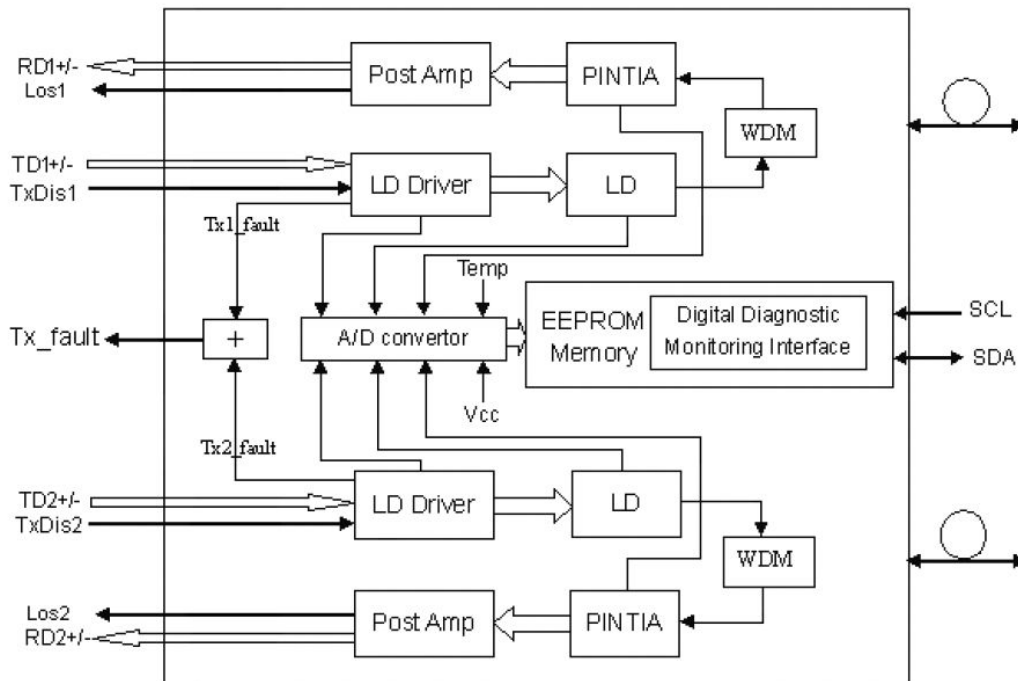 RD1+/-
Los1
Post Amp
PINTIA
WDM
TD1+/-
TxDis1
LD Driver
LD
Tx1_fault
Temp
Tx_fault
+
A/D convertor
EEPROM
Memory
Digital Diagnostic
Monitoring Interface
SCL
SDA
Vcc
Tx2_fault
TD2+/-
TxDis2
LD Driver
LD
WDM
Los2
RD2+/-
Post Amp
PINTIA